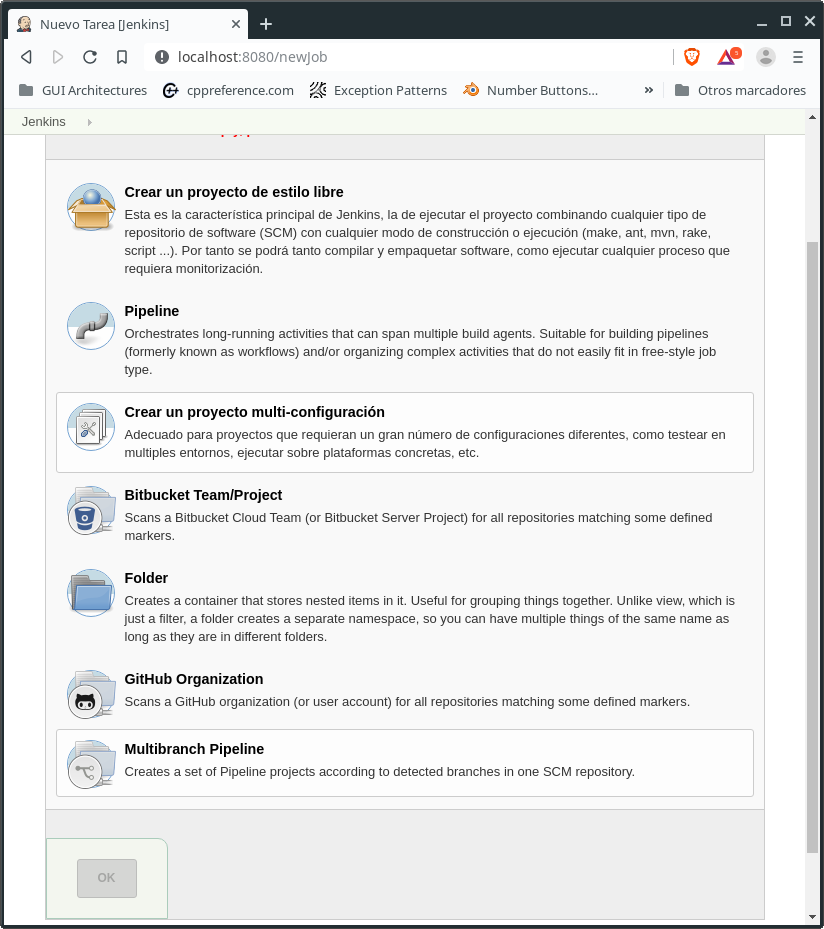 Nuevo Tarea [Jenkins]
localhost:8080/newJob
5
GUI Architectures
cppreference.com
Exception Patterns
Number Buttons...
»
Otros marcadores
Jenkins
Crear un proyecto de estilo libre
Esta es la característica principal de Jenkins, la de ejecutar el proyecto combinando cualquier tipo de
repositorio de software (SCM) con cualquier modo de construcción o ejecución (make, ant, mvn, rake,
script ...). Por tanto se podrá tanto compilar y empaquetar software, como ejecutar cualquier proceso que
requiera monitorización.
Pipeline
Orchestrates long-running activities that can span multiple build agents. Suitable for building pipelines
(formerly known as workflows) and/or organizing complex activities that do not easily fit in free-style job
type.
Crear un proyecto multi-configuración
Adecuado para proyectos que requieran un gran número de configuraciones diferentes, como testear en
multiples entornos, ejecutar sobre plataformas concretas, etc.
Bitbucket Team/Project
Scans a Bitbucket Cloud Team (or Bitbucket Server Project) for all repositories matching some defined
markers.
Folder
Creates a container that stores nested items in it. Useful for grouping things together. Unlike view, which is
just a filter, a folder creates a separate namespace, so you can have multiple things of the same name as
long as they are in different folders.
GitHub Organization
Scans a GitHub organization (or user account) for all repositories matching some defined markers.
Multibranch Pipeline
Creates a set of Pipeline projects according to detected branches in one SCM repository.
OK